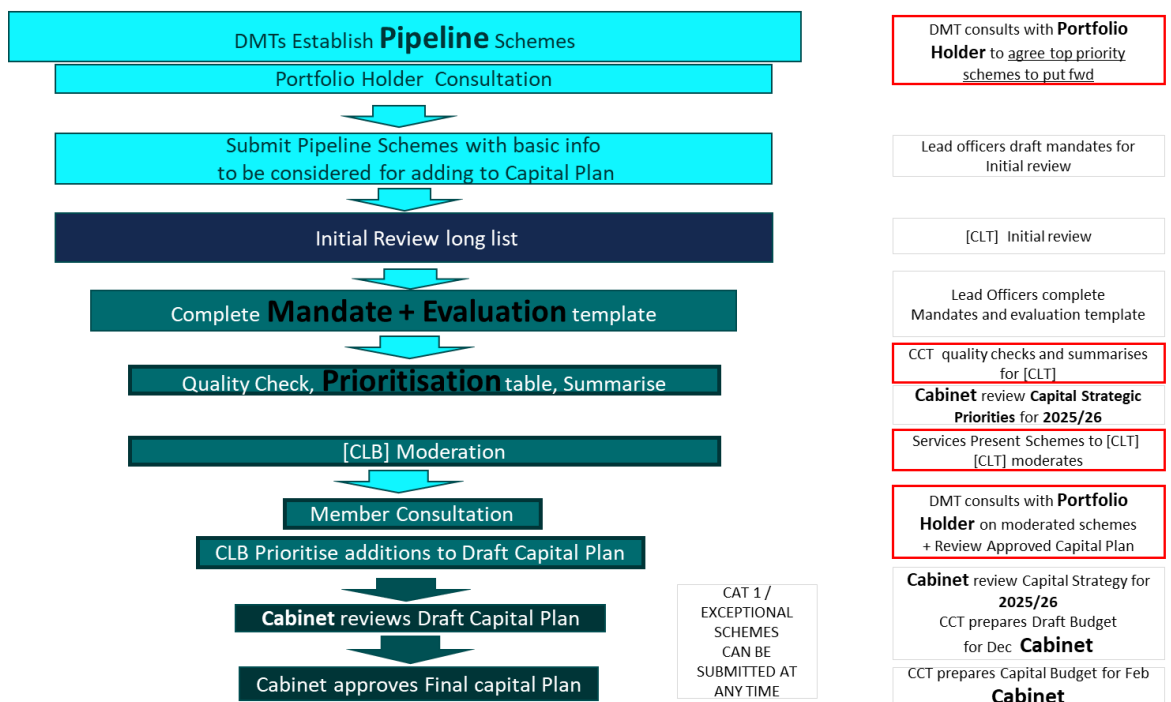 DMTs Establish Pipeline Schemes
Portfolio Holder Consultation
Submit Pipeline Schemes with basic info
to be considered for adding to Capital Plan
Initial Review long list
Complete Mandate + Evaluation template
Quality Check, Prioritisation table, Summarise
[CLB] Moderation
Member Consultation
CLB Prioritise additions to Draft Capital Plan
Cabinet reviews Draft Capital Plan
Cabinet approves Final capital Plan
CAT 1 /
EXCEPTIONAL
SCHEMES
CAN BE
SUBMITTED AT
ANY TIME
DMT consults with Portfolio
Holder to agree top priority
schemes to put fwd
Lead officers draft mandates for
Initial review
[CLT] Initial review
Lead Officers complete
Mandates and evaluation template
CCT quality checks and summarises
for [CLT]
Cabinet review Capital Strategic
Priorities for 2025/26
Services Present Schemes to [CLT]
[CLT] moderates
DMT consults with Portfolio
Holder on moderated schemes
+ Review Approved Capital Plan
Cabinet review Capital Strategy for
2025/26
CCT prepares Draft Budget
for Dec Cabinet
CCT prepares Capital Budget for Feb
Cabinet